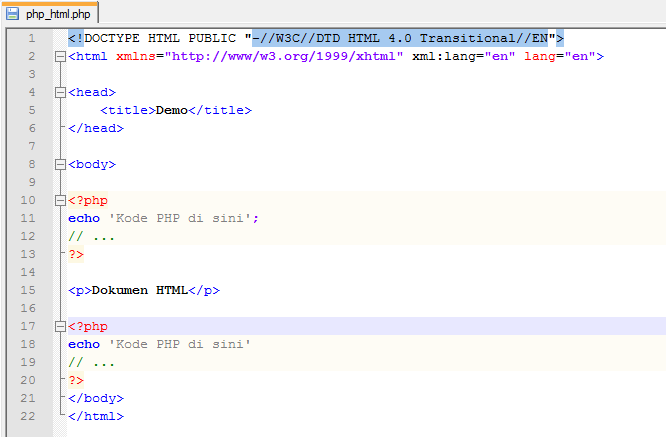 php_html.php
1 <!DOCTYPE HTML PUBLIC "-//W3C//DTD HTML 4.0 Transitional//EN">
2 <html xmlns="http://www/w3.org/1999/xhtml" xml:lang="en" lang="en">
3
4 <head>
5     <title>Demo</title>
6 </head>
7
8 <body>
9
10 <?php
11 echo 'Kode PHP di sini';
12 // ...
13 ?>
14
15 <p>Dokumen HTML</p>
16
17 <?php
18 echo 'Kode PHP di sini'
19 // ...
20 ?>
21 </body>
22 </html>